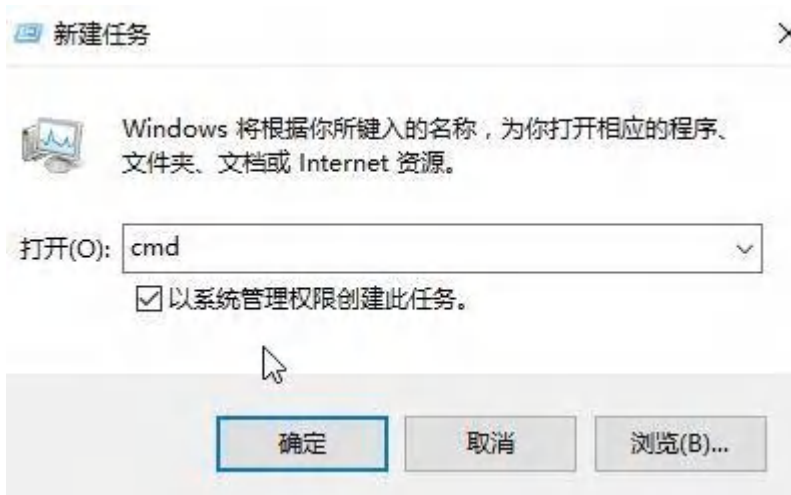 新建任务
Windows 将根据你所键入的名称，为你打开相应的程序、
文件夹、文档或 Internet 资源。
打开(O): cmd
以系统管理权限创建此任务。
确定 取消 浏览(B)...